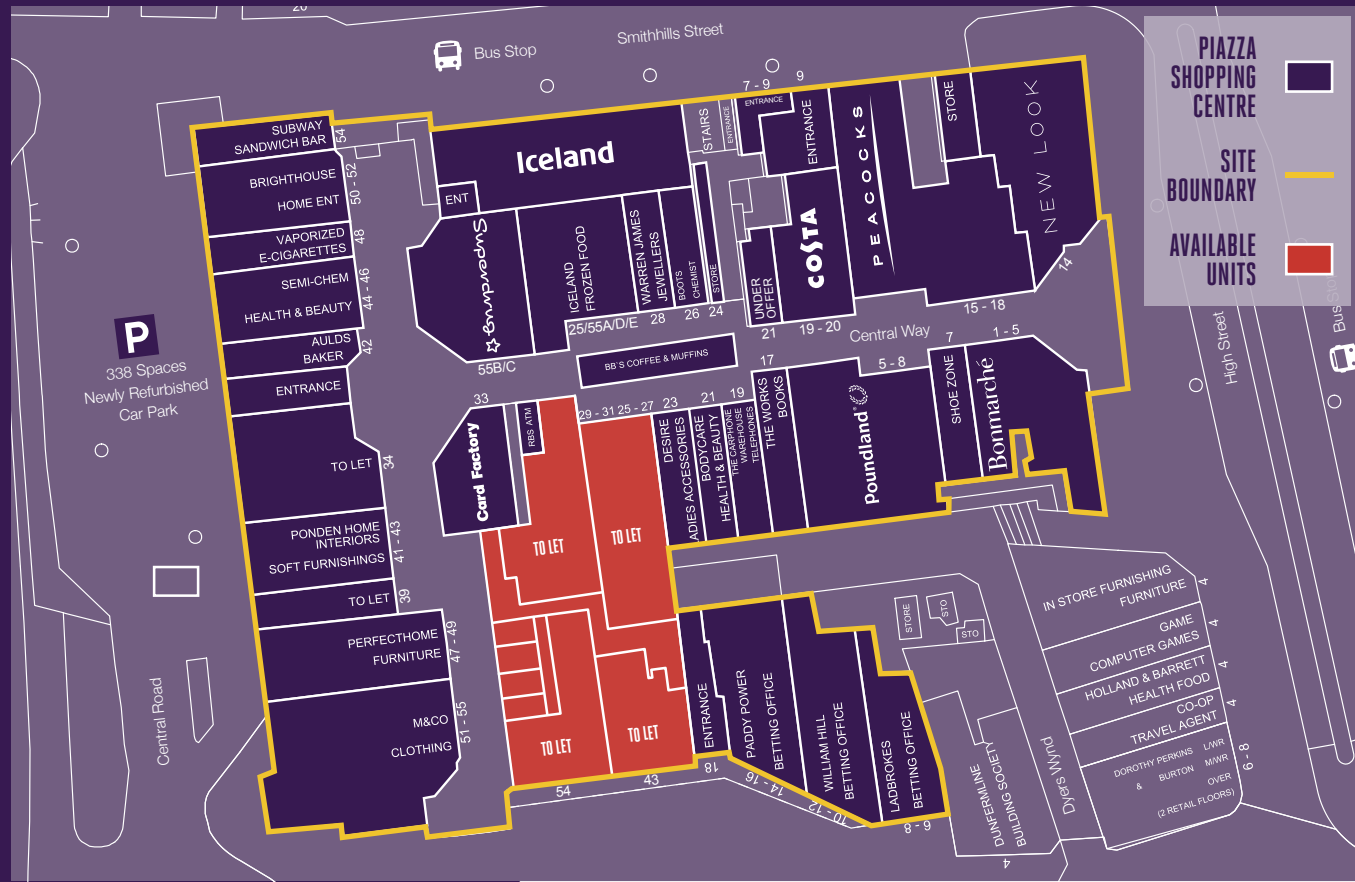 20
Bus Stop
Smithhills Street
PIAZZA
SHOPPING
CENTRE
SITE
BOUNDARY
AVAILABLE
UNITS
SUBWAY
SANDWICH BAR
54
BRIGHTHOUSE
HOME ENT
50 - 52
VAPORIZED
E-CIGARETTES
48
SEMI-CHEM
HEALTH & BEAUTY
44 - 46
AULDS
BAKER
42
ENTRANCE
TO LET
34
PONDEN HOME
INTERIORS
SOFT FURNISHINGS
41 - 43
TO LET
39
PERFECTHOME
FURNITURE
47 - 49
M&CO
CLOTHING
51 - 55
P
338 Spaces
Newly Refurbished
Car Park
Central Road
Iceland
ENT
Superdrug
55B/C
ICELAND
FROZEN FOOD
25/55A/D/E
WARREN JAMES
JEWELLERS
28
BOOTS
CHEMIST
26
STORE
24
STAIRS
ENTRANCE
7 - 9
ENTRANCE
9
ENTRANCE
UNDER
OFFER
21
COSTA
19 - 20
PEACOCKS
STORE
NEW LOOK
14
15 - 18
Central Way
BB'S COFFEE & MUFFINS
33
Card Factory
RBS ATM
29 - 31
25 - 27
23
DESIRE
ADIES ACCESSORIES
21
BODYCARE
HEALTH & BEAUTY
19
THE CARPHONE
WAREHOUSE
TELEPHONES
17
THE WORKS
BOOKS
5 - 8
Poundland
7
SHOE ZONE
1 - 5
Bonmarché
TO LET
TO LET
TO LET
54
TO LET
43
ENTRANCE
18
PADDY POWER
BETTING OFFICE
14 - 16
WILLIAM HILL
BETTING OFFICE
10 - 12
LADBROKES
BETTING OFFICE
6 - 8
STORE
STO
STO
DUNFERMLINE
BUILDING SOCIETY
4
Dyers Wynd
IN STORE FURNISHING
FURNITURE
4
GAME
COMPUTER GAMES
4
HOLLAND & BARRETT
HEALTH FOOD
4
CO-OP
TRAVEL AGENT
4
DOROTHY PERKINS L/WR
& BURTON M/WR
OVER
(2 RETAIL FLOORS)
6 - 8
High Street
Bus Sto